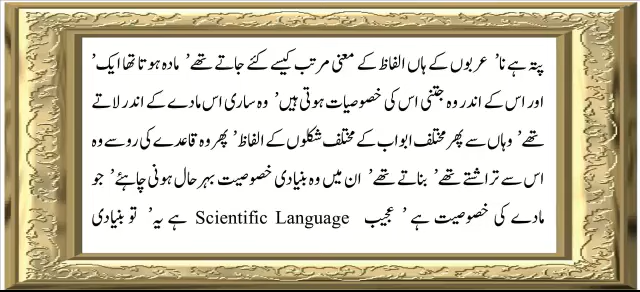 پتہ ہے نا’ عربوں کے ہاں الفاظ کے معنی مرتب کیسے کئے جاتے تھے’ مادہ ہوتا تھا ایک’
اور اس کے اندر وہ جتنی اس کی خصوصیات ہوتی ہیں’ وہ ساری اس مادے کے اندر لاتے
تھے’ وہاں سے پھر مختلف ابواب کے مختلف شکلوں کے الفاظ’ پھر وہ قاعدے کی رو سے وہ
اس سے تراشتے تھے’ بناتے تھے’ ان میں وہ بنیادی خصوصیت بہر حال ہونی چاہئے’ جو
مادے کی خصوصیت ہے’ عجیب Scientific Language ہے یہ’ تو بنیادی